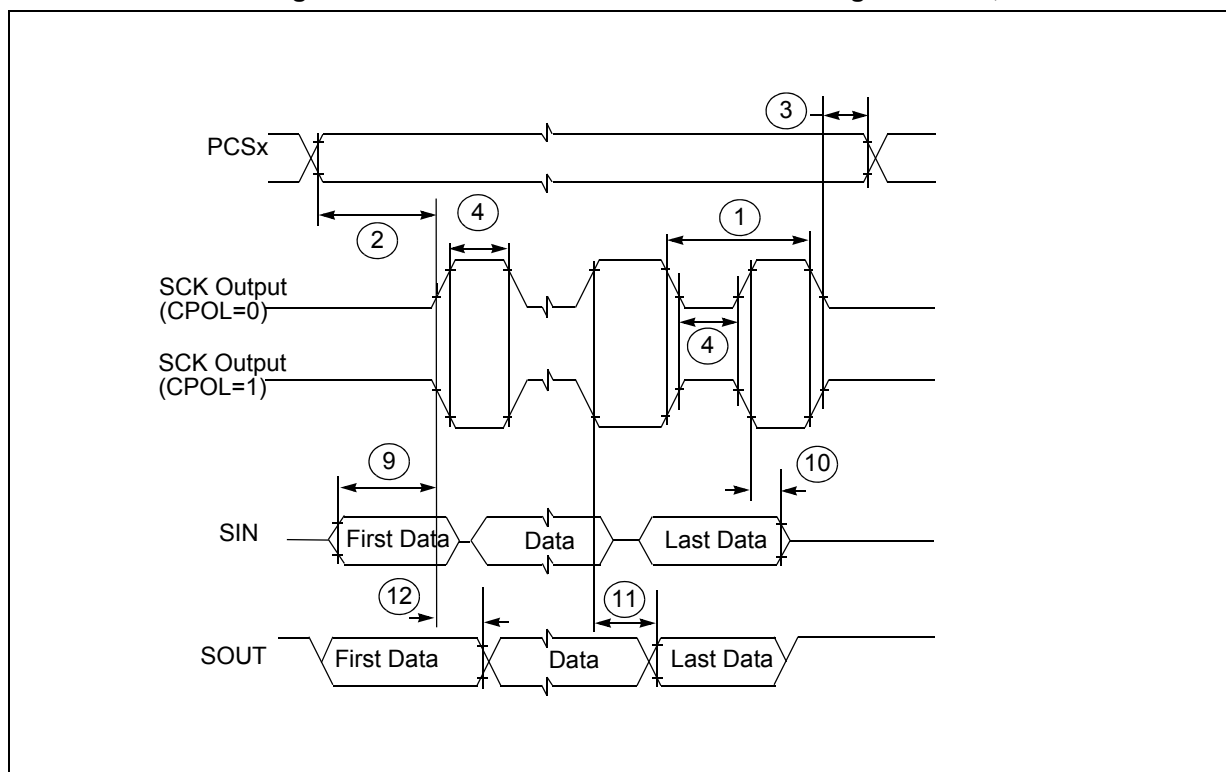 3
PCSx
4
1
2
SCK Output
(CPOL=0)
4
SCK Output
(CPOL=1)
9
10
SIN
First Data
Data
Last Data
12
11
SOUT
First Data
Data
Last Data